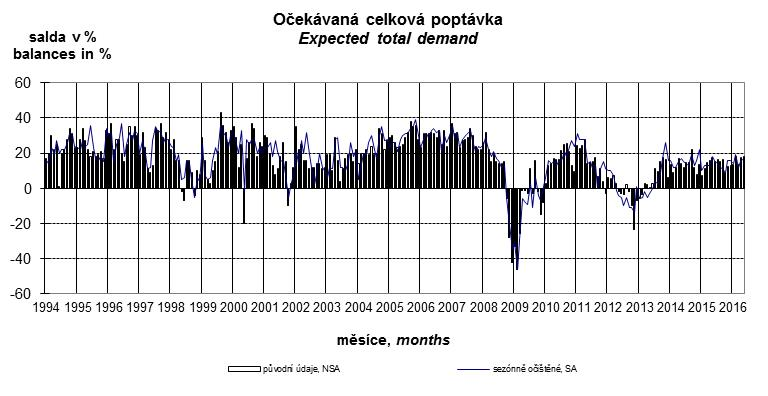 Očekávaná celková poptávka
Expected total demand
salda v %
balances in %
60
40
20
0
-20
-40
-60
1994 1995 1996 1997 1998 1999 2000 2001 2002 2003 2004 2005 2006 2007 2008 2009 2010 2011 2012 2013 2014 2015 2016
měsíce, months
původní údaje, NSA
sezónně očištěné, SA